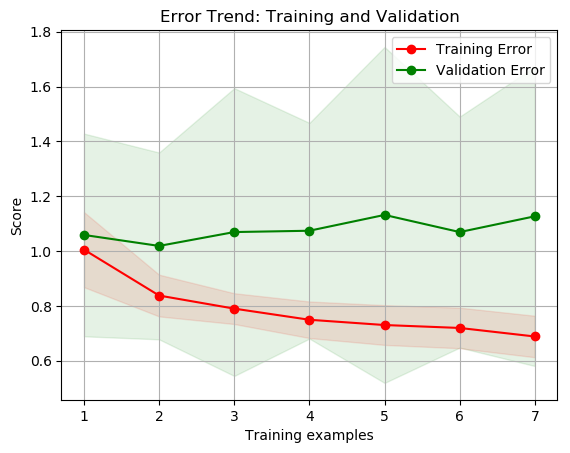 Error Trend: Training and Validation
1.8
1.6
1.4
1.2
1.0
0.8
0.6
Score
Training Error
Validation Error
1 2 3 4 5 6 7
Training examples